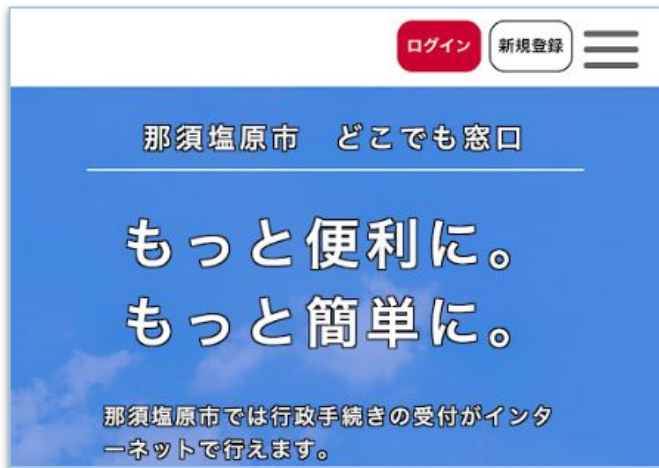 ログイン 新規登録
那須塩原市　どこでも窓口
もっと便利に。
もっと簡単に。
那須塩原市では行政手続きの受付がインタ
ーネットで行えます。